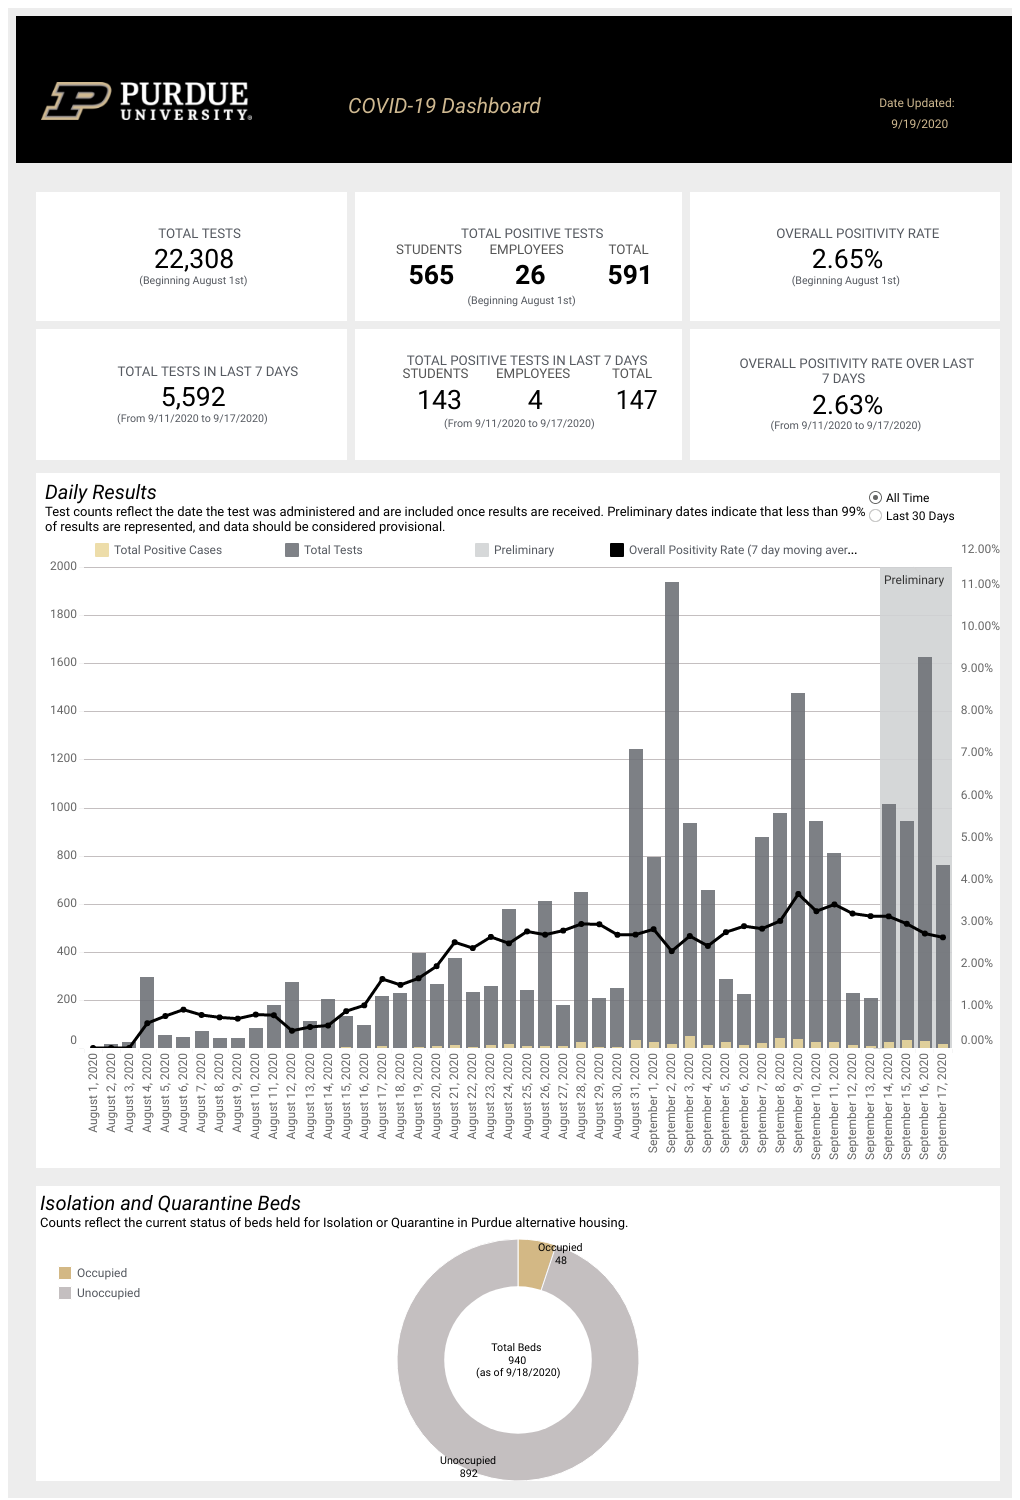 PURDUE
UNIVERSITY®
COVID-19 Dashboard
Date Updated:
9/19/2020
TOTAL TESTS
22,308
(Beginning August 1st)
TOTAL POSITIVE TESTS
STUDENTS EMPLOYEES TOTAL
565 26 591
(Beginning August 1st)
OVERALL POSITIVITY RATE
2.65%
(Beginning August 1st)
TOTAL TESTS IN LAST 7 DAYS
5,592
(From 9/11/2020 to 9/17/2020)
TOTAL POSITIVE TESTS IN LAST 7 DAYS
STUDENTS EMPLOYEES TOTAL
143 4 147
(From 9/11/2020 to 9/17/2020)
OVERALL POSITIVITY RATE OVER LAST
7 DAYS
2.63%
(From 9/11/2020 to 9/17/2020)
Daily Results
Test counts reflect the date the test was administered and are included once results are received. Preliminary dates indicate that less than 99%
of results are represented, and data should be considered provisional.
All Time
Last 30 Days
Total Positive Cases
Total Tests
Preliminary
Overall Positivity Rate (7 day moving aver...
2000
1800
1600
1400
1200
1000
800
600
400
200
0
Preliminary
12.00%
11.00%
10.00%
9.00%
8.00%
7.00%
6.00%
5.00%
4.00%
3.00%
2.00%
1.00%
0.00%
August 1, 2020
August 2, 2020
August 3, 2020
August 4, 2020
August 5, 2020
August 6, 2020
August 7, 2020
August 8, 2020
August 9, 2020
August 10, 2020
August 11, 2020
August 12, 2020
August 13, 2020
August 14, 2020
August 15, 2020
August 16, 2020
August 17, 2020
August 18, 2020
August 19, 2020
August 20, 2020
August 21, 2020
August 22, 2020
August 23, 2020
August 24, 2020
August 25, 2020
August 26, 2020
August 27, 2020
August 28, 2020
August 29, 2020
August 30, 2020
August 31, 2020
September 1, 2020
September 2, 2020
September 3, 2020
September 4, 2020
September 5, 2020
September 6, 2020
September 7, 2020
September 8, 2020
September 9, 2020
September 10, 2020
September 11, 2020
September 12, 2020
September 13, 2020
September 14, 2020
September 15, 2020
September 16, 2020
September 17, 2020
Isolation and Quarantine Beds
Counts reflect the current status of beds held for Isolation or Quarantine in Purdue alternative housing.
Occupied
Unoccupied
Occupied
48
Total Beds
940
(as of 9/18/2020)
Unoccupied
892